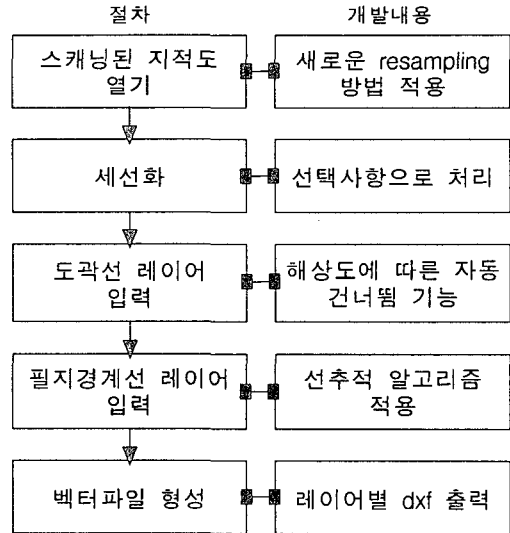 절차
개발내용
스캐닝된 지적도
열기
새로운 resampling
방법 적용
세선화
선택사항으로 처리
도곽선 레이어
입력
해상도에 따른 자동
건너뜀 기능
필지경계선 레이어
입력
선추적 알고리즘
적용
벡터파일 형성
레이어별 dxf 출력